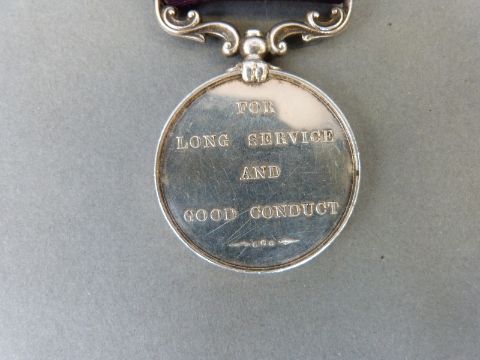 FOR
LONG SERVICE
AND
GOOD CONDUCT